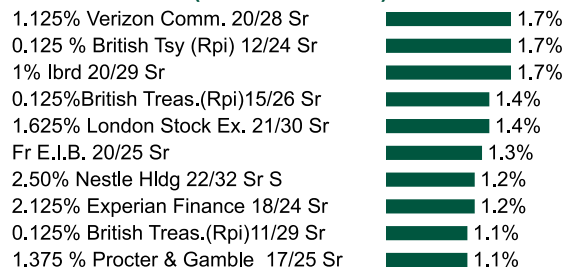 1.125% Verizon Comm. 20/28 Sr 1.7%
0.125 % British Tsy (Rpi) 12/24 Sr 1.7%
1% Ibrd 20/29 Sr 1.7%
0.125%British Treas.(Rpi)15/26 Sr 1.4%
1.625% London Stock Ex. 21/30 Sr 1.4%
Fr E.I.B. 20/25 Sr 1.3%
2.50% Nestle Hldg 22/32 Sr S 1.2%
2.125% Experian Finance 18/24 Sr 1.2%
0.125% British Treas.(Rpi)11/29 Sr 1.1%
1.375 % Procter & Gamble 17/25 Sr 1.1%